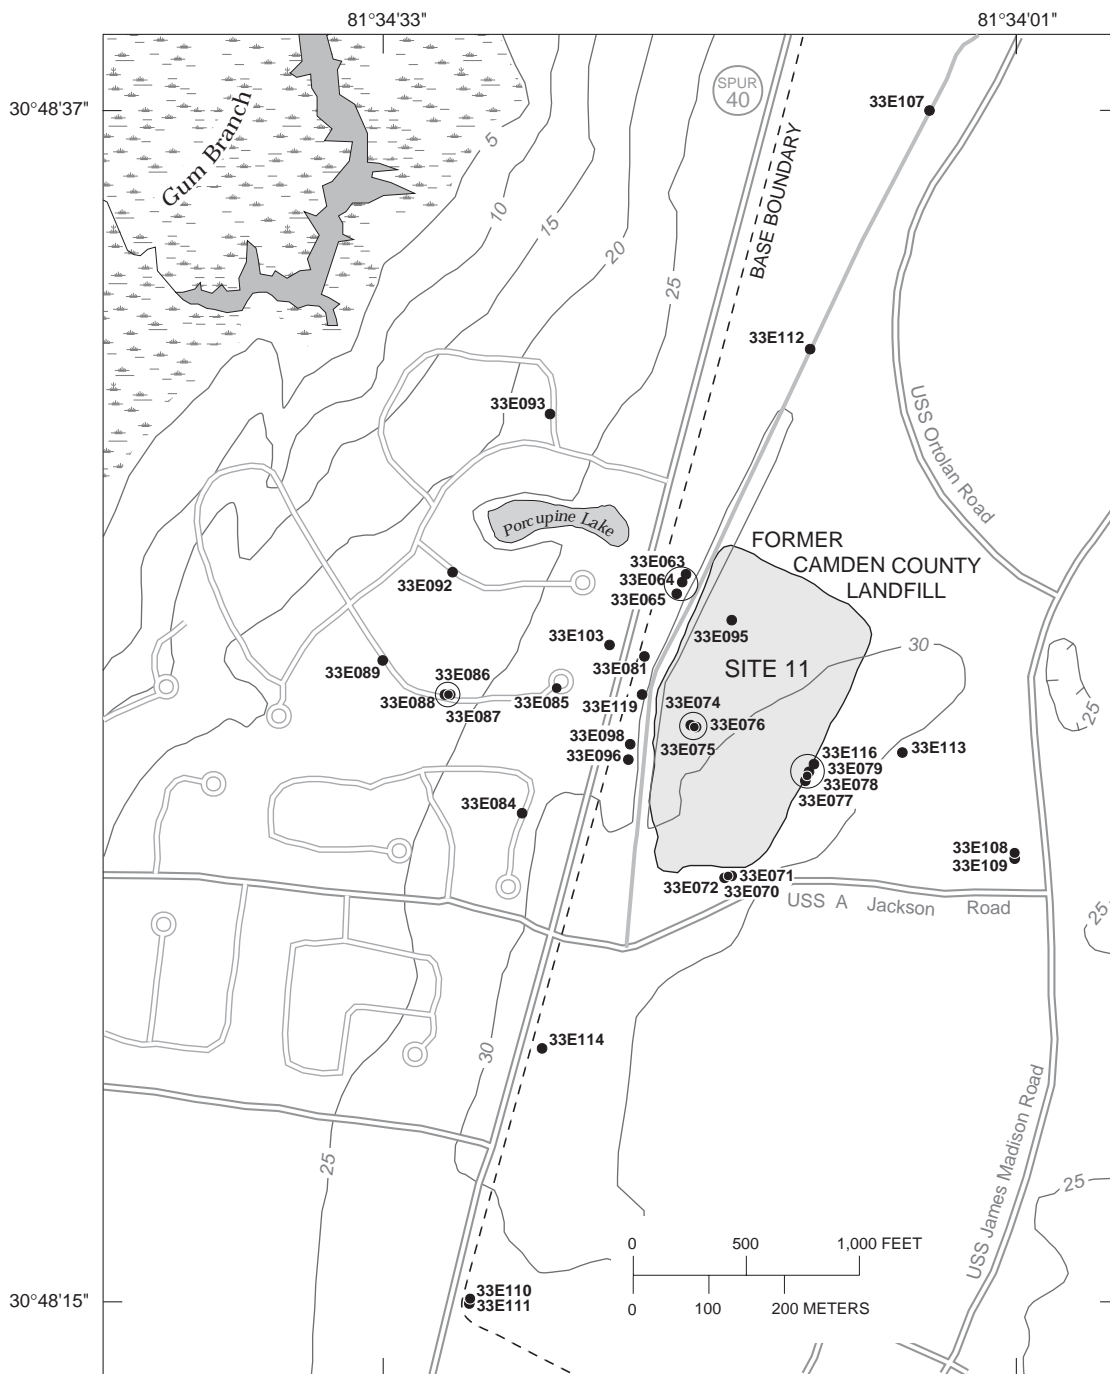 81°34'33"
81°34'01"
30°48'37"
SPUR
40
33E107
Gum Branch
5
BASE BOUNDARY
10
15
20
25
33E112
USS Ortolan Road
33E093
Porcupine Lake
FORMER
CAMDEN COUNTY
LANDFILL
33E063
33E064
33E065
33E092
33E095
33E103
30
33E081
SITE 11
33E089
33E086
33E088
33E087
33E085
33E119
33E074
33E076
33E075
25
33E098
33E096
33E116
33E079
33E078
33E077
33E113
33E084
33E108
33E109
33E071
33E072
33E070
USS A Jackson Road
25
33E114
30
25
USS James Madison Road
25
0
500
1,000 FEET
0
100
200 METERS
33E110
33E111
30°48'15"